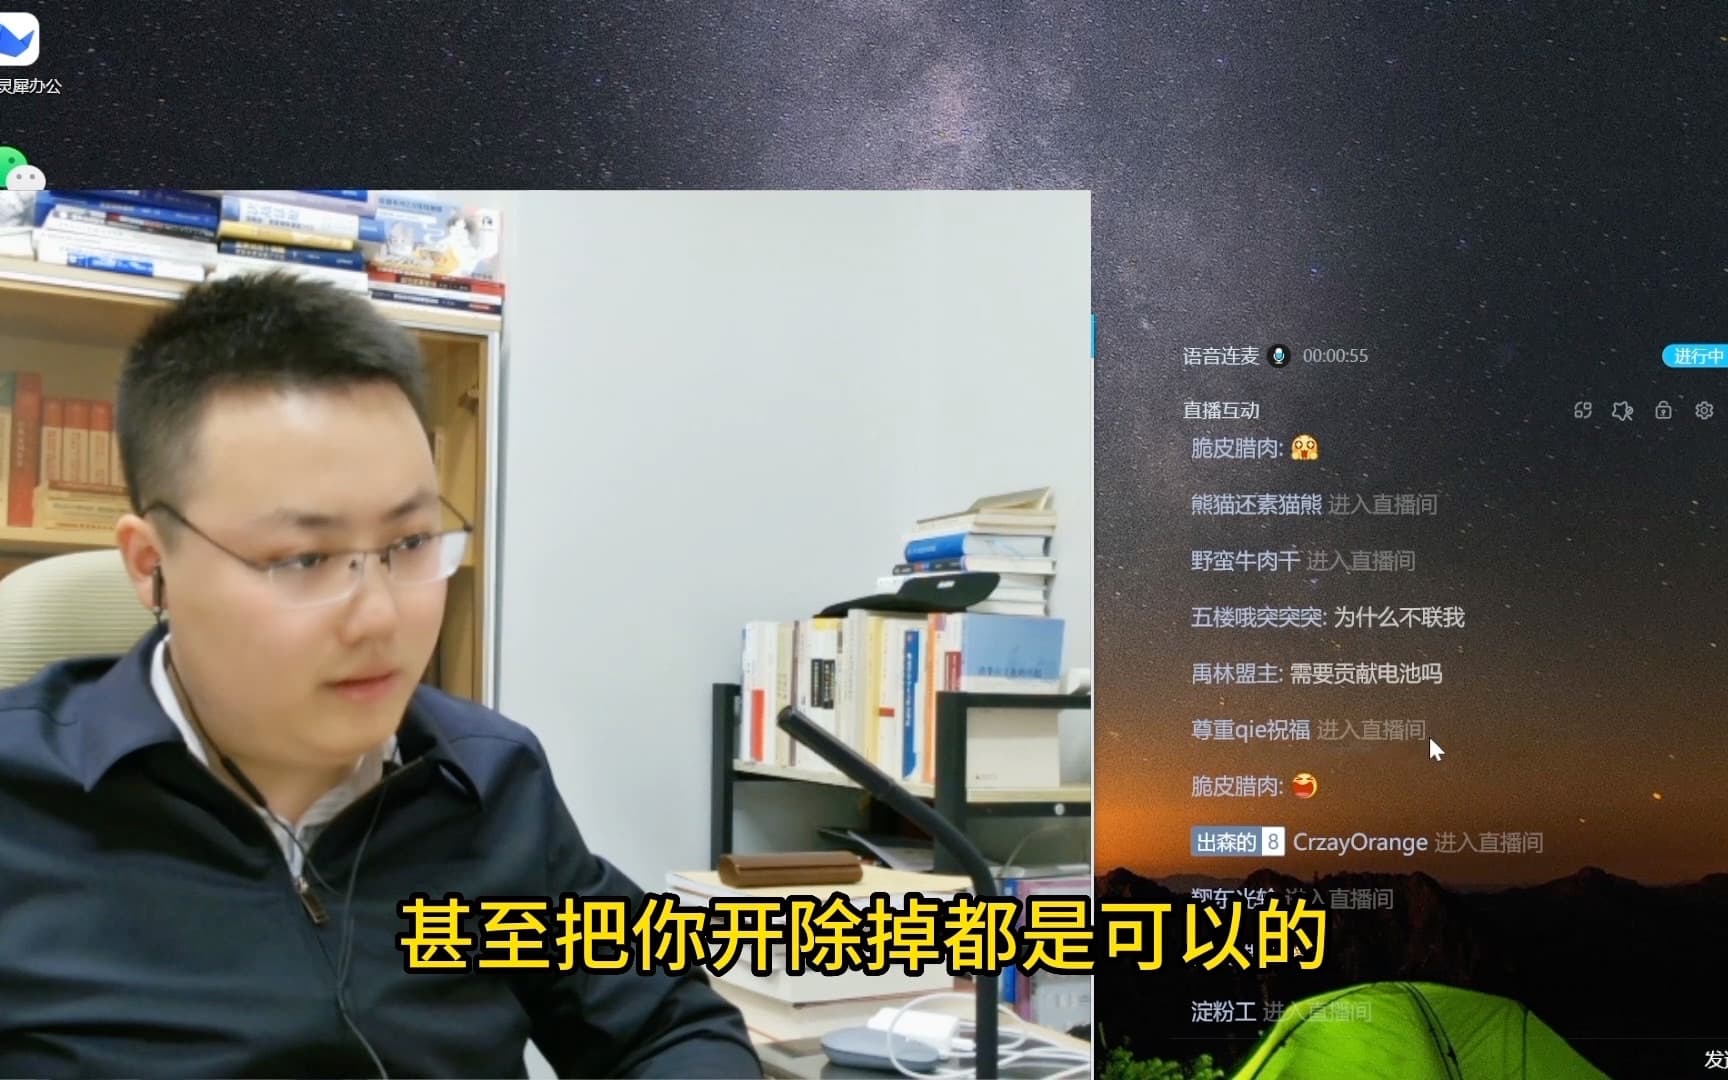 灵犀办公
语音连麦 00:00:55
进行中
直播互动
脆皮腊肉:
熊猫还素猫熊 进入直播间
野蛮牛肉干 进入直播间
五楼哦突突突: 为什么不联我
禹林盟主: 需要贡献电池吗
尊重qie祝福 进入直播间
脆皮腊肉:
出森的 8 CrzayOrange 进入直播间
进入直播间
甚至把你开除掉都是可以的
淀粉工 进入直播间